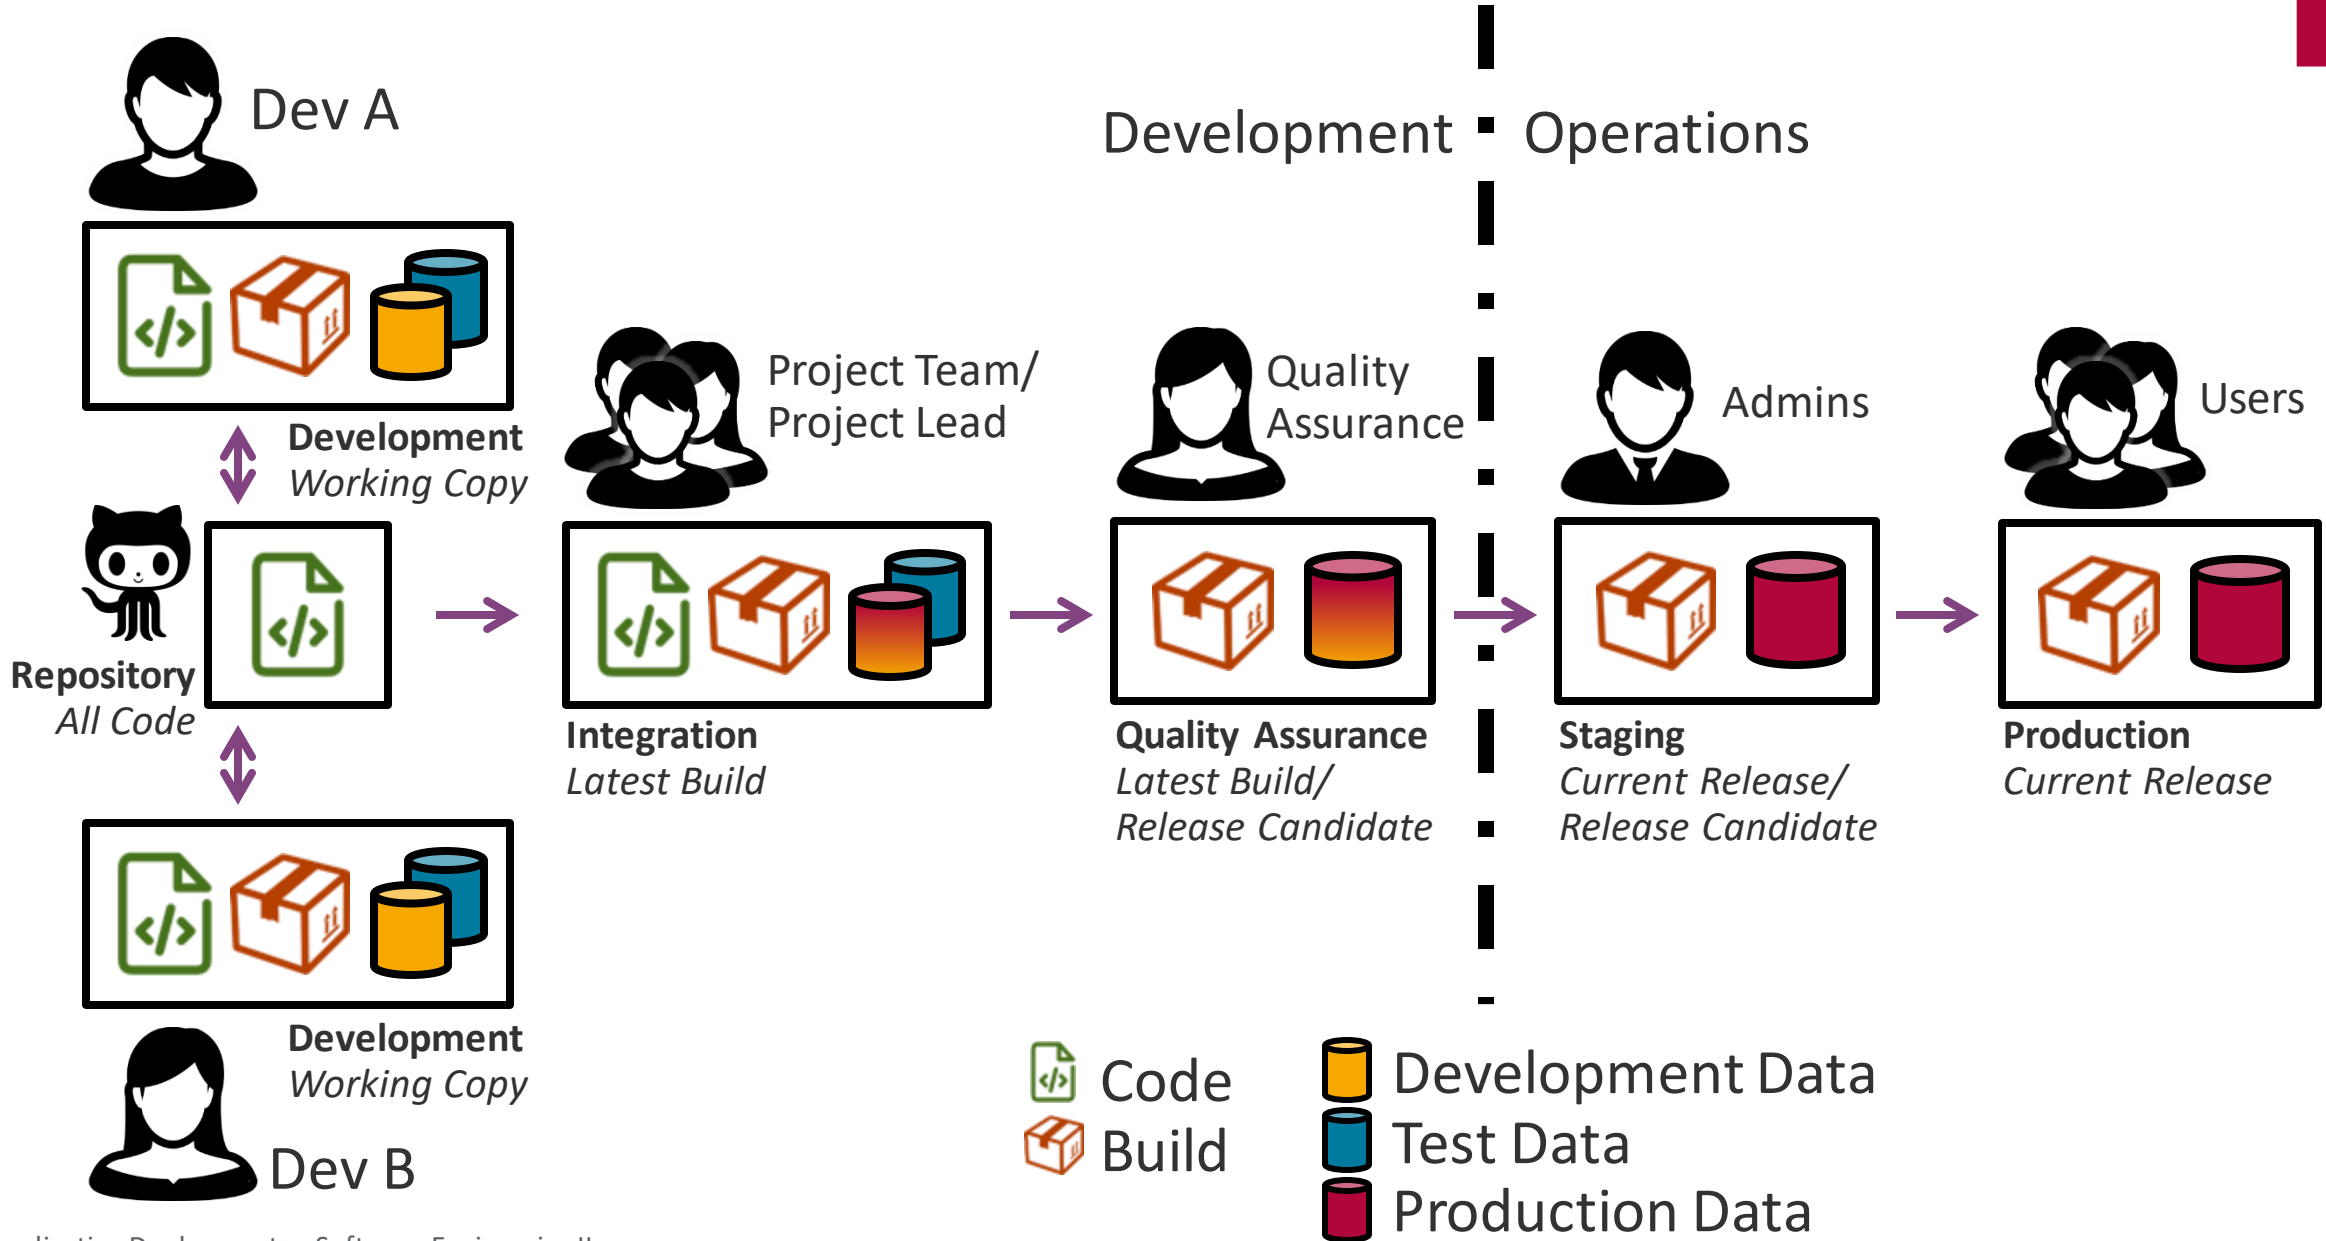 Dev A
Development
Operations
Development
Working Copy
Project Team/
Project Lead
Quality
Assurance
Admins
Users
Repository
All Code
Integration
Latest Build
Quality Assurance
Latest Build/
Release Candidate
Staging
Current Release/
Release Candidate
Production
Current Release
Development
Working Copy
Dev B
Code
Build
Development Data
Test Data
Production Data